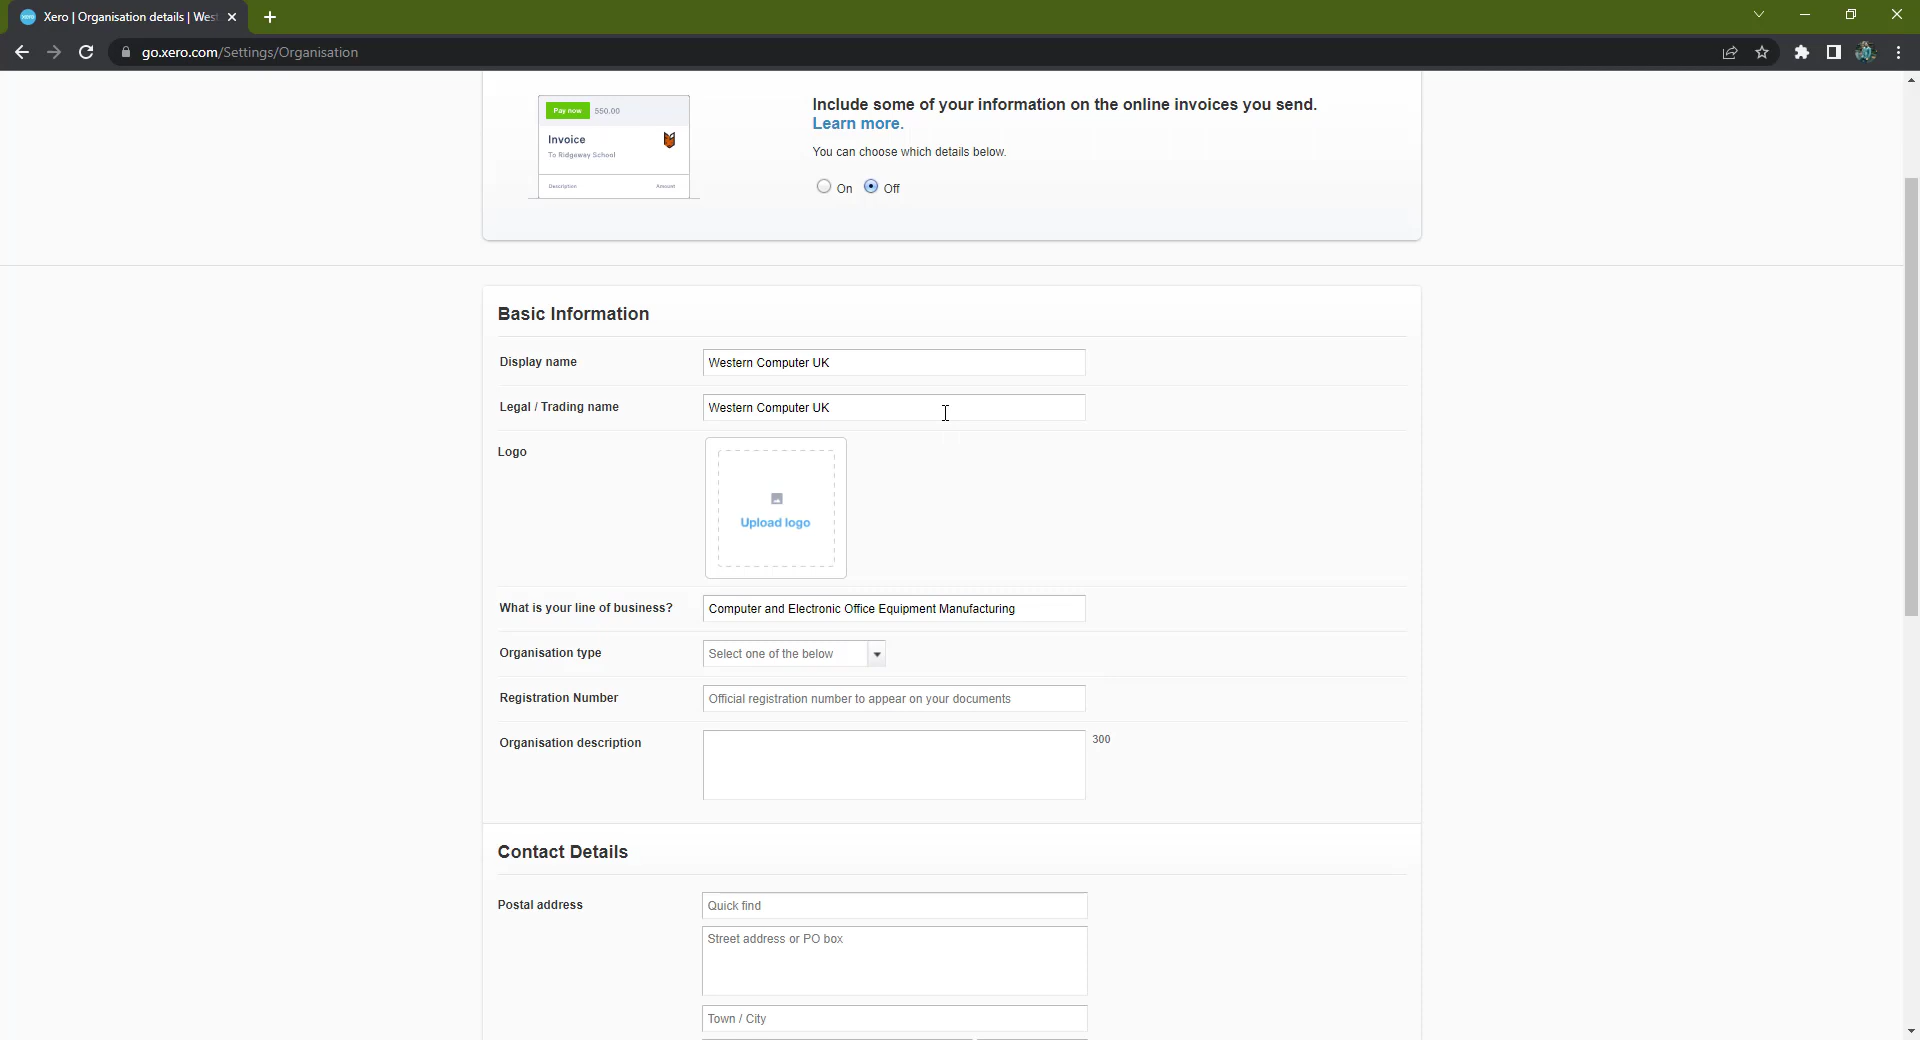 Xero | Organisation details | Wes
go.xero.com/Settings/Organisation
Pay now 550.00
Invoice
To Ridgeway School
Description Amount
Include some of your information on the online invoices you send.
Learn more.
You can choose which details below.
On Off
Basic Information
Display name Western Computer UK
Legal / Trading name Western Computer UK
Logo
Upload logo
What is your line of business? Computer and Electronic Office Equipment Manufacturing
Organisation type Select one of the below
Registration Number Official registration number to appear on your documents
Organisation description 300
Contact Details
Postal address Quick find
Street address or PO box
Town / City